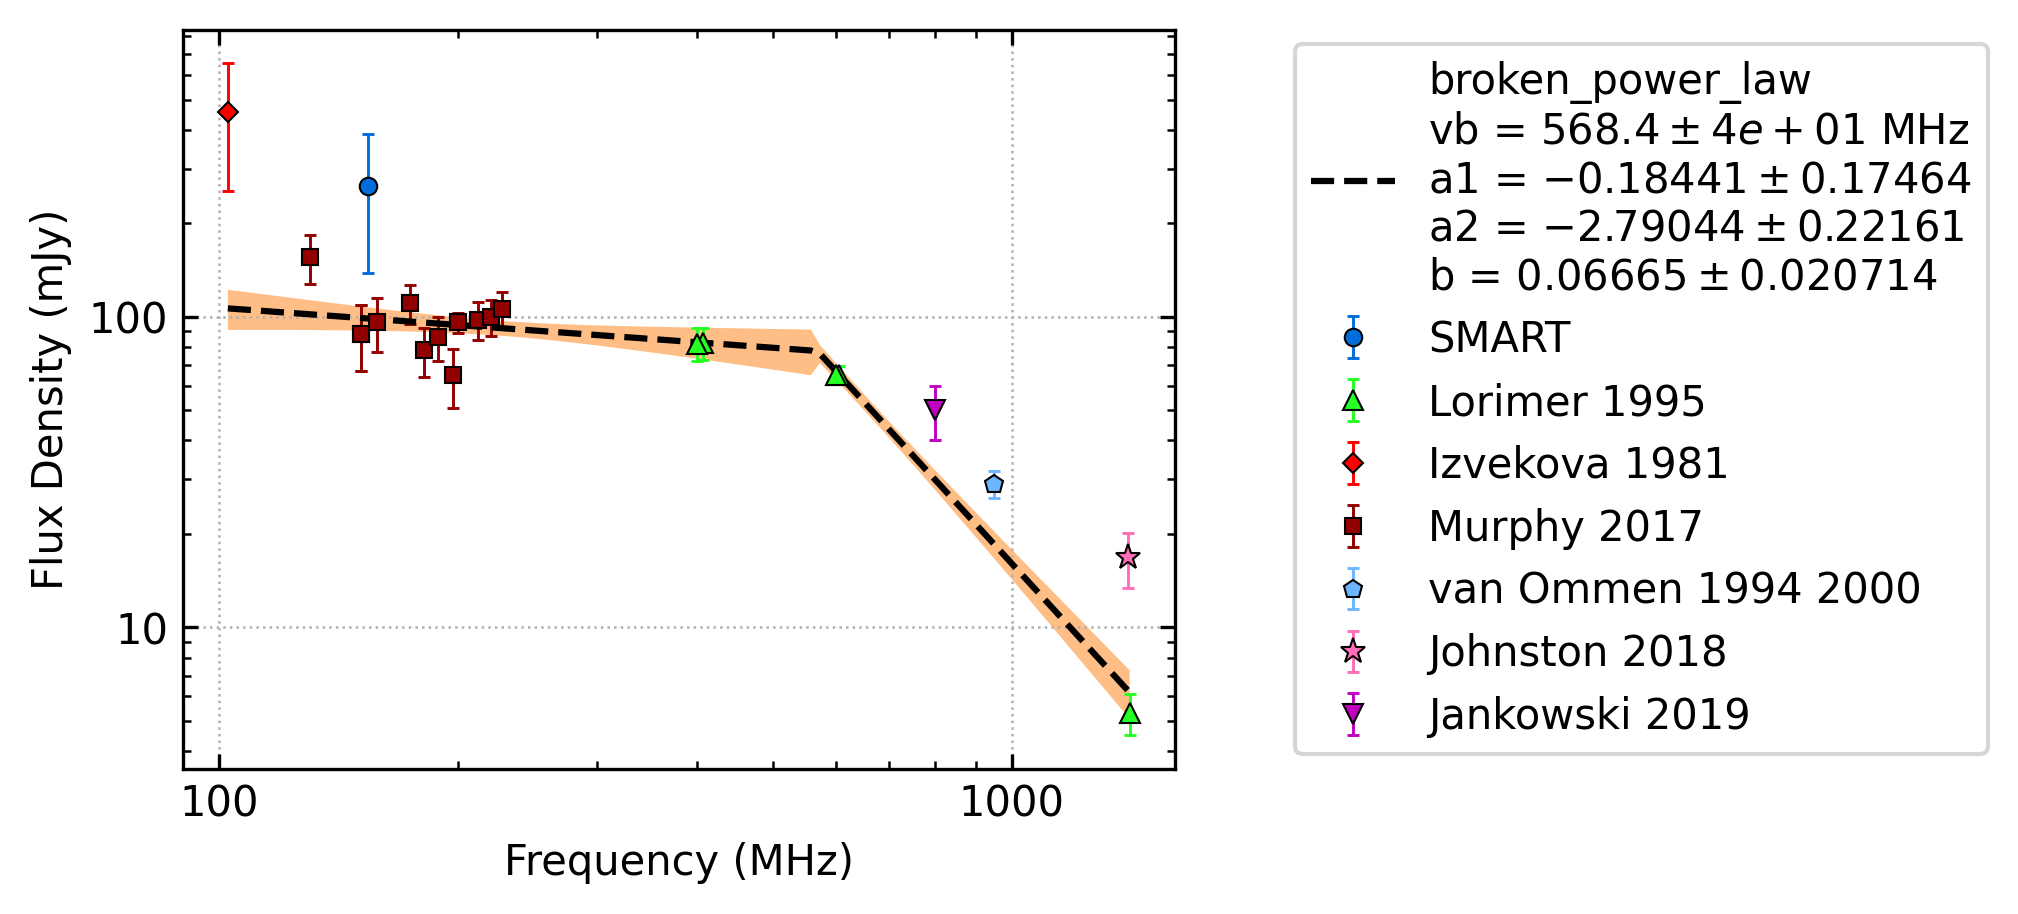 Flux Density (mJy)
100
10
100
1000
Frequency (MHz)
broken_power_law
vb = 568.4 ± 4e + 01 MHz
a1 = −0.18441 ± 0.17464
a2 = −2.79044 ± 0.22161
b = 0.06665 ± 0.020714
SMART
Lorimer 1995
Izvekova 1981
Murphy 2017
van Ommen 1994 2000
Johnston 2018
Jankowski 2019